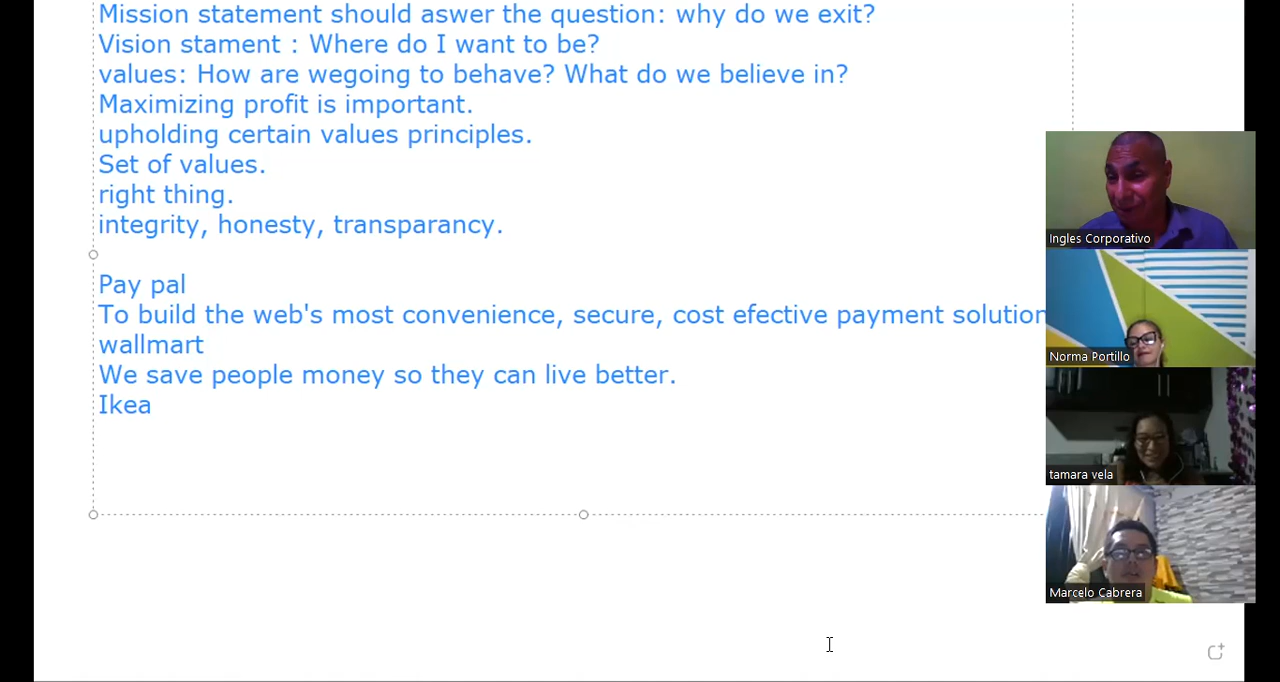 Mission statement should aswer the question: why do we exit?
Vision stament : Where do I want to be?
values: How are wegoing to behave? What do we believe in?
Maximizing profit is important.
upholding certain values principles.
Set of values.
right thing.
integrity, honesty, transparancy.
Pay pal
To build the web's most convenience, secure, cost efective payment solution
wallmart
We save people money so they can live better.
Ikea
Ingles Corporativo
Norma Portillo
tamara vela
Marcelo Cabrera